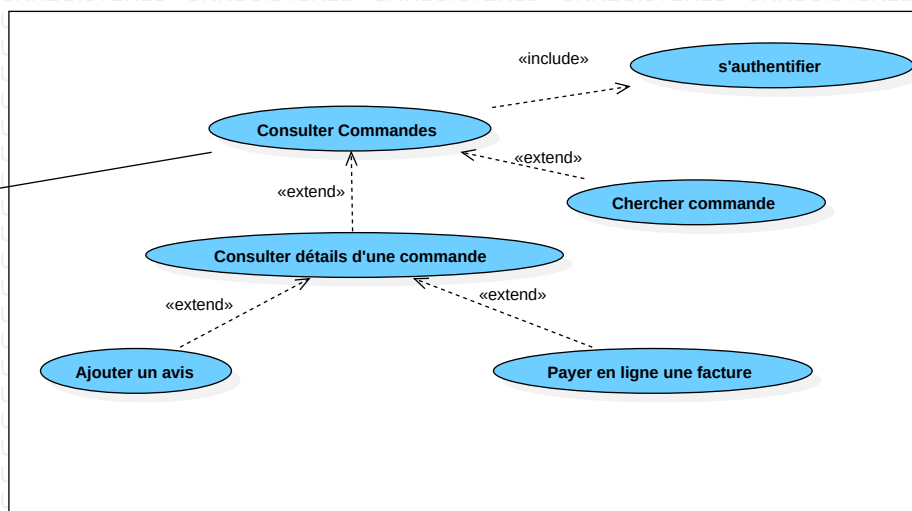 «include»
s'authentifier
Consulter Commandes
«extend»
«extend»
Chercher commande
Consulter détails d'une commande
«extend»
«extend»
Ajouter un avis
Payer en ligne une facture